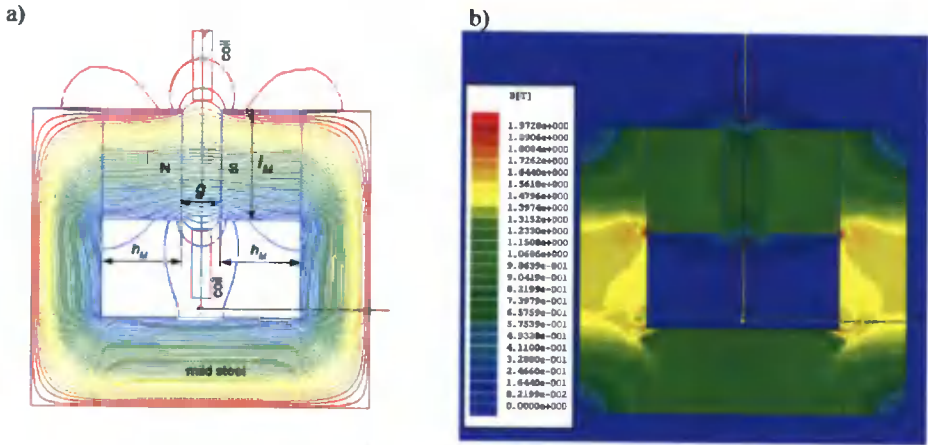 a)
b)
δ
N
S
l_M
g
h_M
h_M
δ
mild steel
B[T]
1.9728e+000
1.8906e+000
1.8084e+000
1.7262e+000
1.6440e+000
1.5618e+000
1.4796e+000
1.3974e+000
1.3152e+000
1.2330e+000
1.1508e+000
1.0686e+000
9.8639e-001
9.0419e-001
8.2199e-001
7.3979e-001
6.5759e-001
5.7539e-001
4.9320e-001
4.1100e-001
3.2880e-001
2.4660e-001
1.6440e-001
8.2199e-002
0.0000e+000